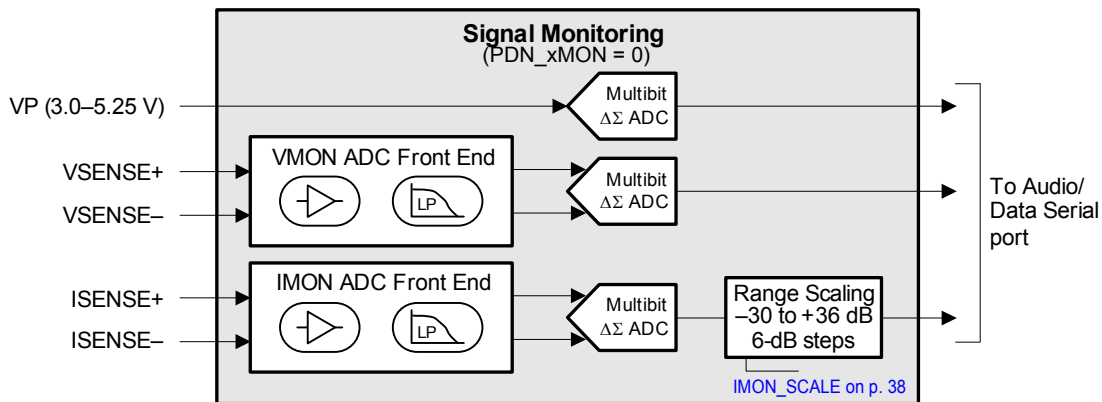 Signal Monitoring
(PDN_xMON = 0)
VP (3.0–5.25 V)
Multibit
ΔΣ ADC
VSENSE+
VSENSE–
VMON ADC Front End
LP
Multibit
ΔΣ ADC
To Audio/
Data Serial
port
ISENSE+
ISENSE–
IMON ADC Front End
LP
Multibit
ΔΣ ADC
Range Scaling
–30 to +36 dB
6-dB steps
IMON_SCALE on p. 38